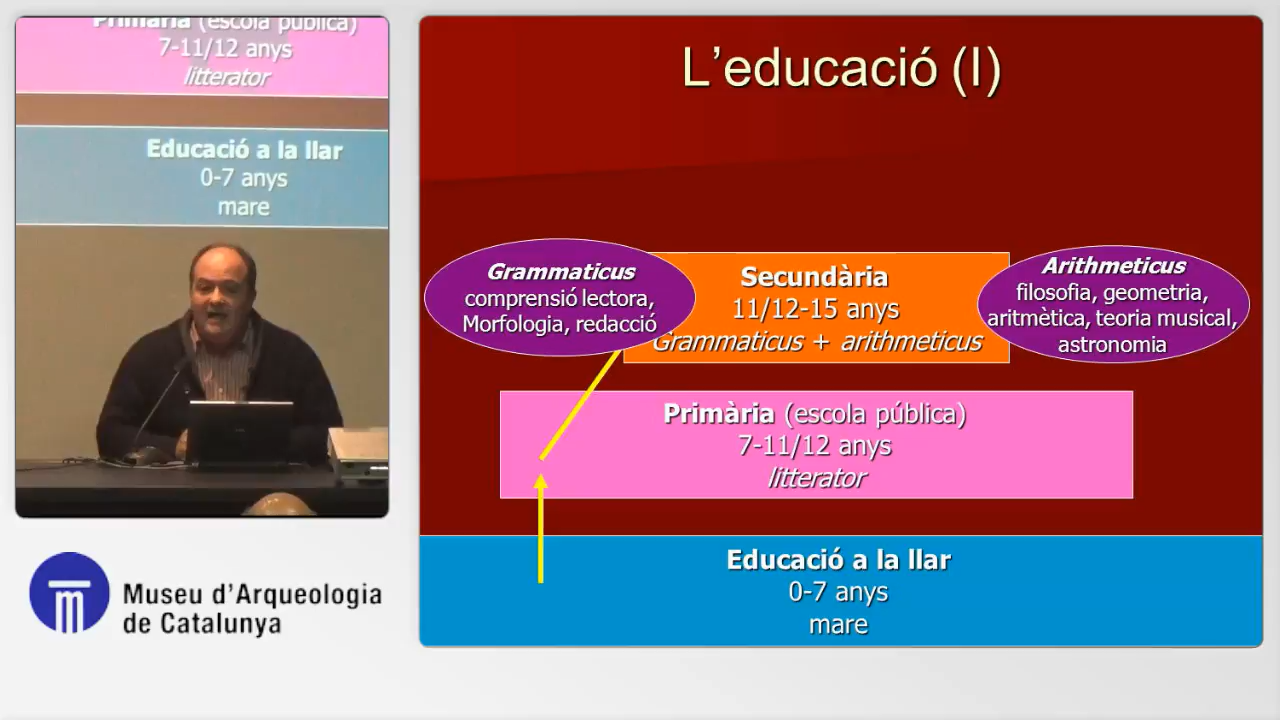 Primària (escola pública)
7-11/12 anys
litterator
Educació a la llar
0-7 anys
mare
Museu d'Arqueologia
de Catalunya
L'educació (I)
Grammaticus
comprensió lectora,
Morfologia, redacció
Secundària
11/12-15 anys
Grammaticus + arithmeticus
Arithmeticus
filosofia, geometria,
aritmètica, teoria musical,
astronomia
Primària (escola pública)
7-11/12 anys
litterator
Educació a la llar
0-7 anys
mare